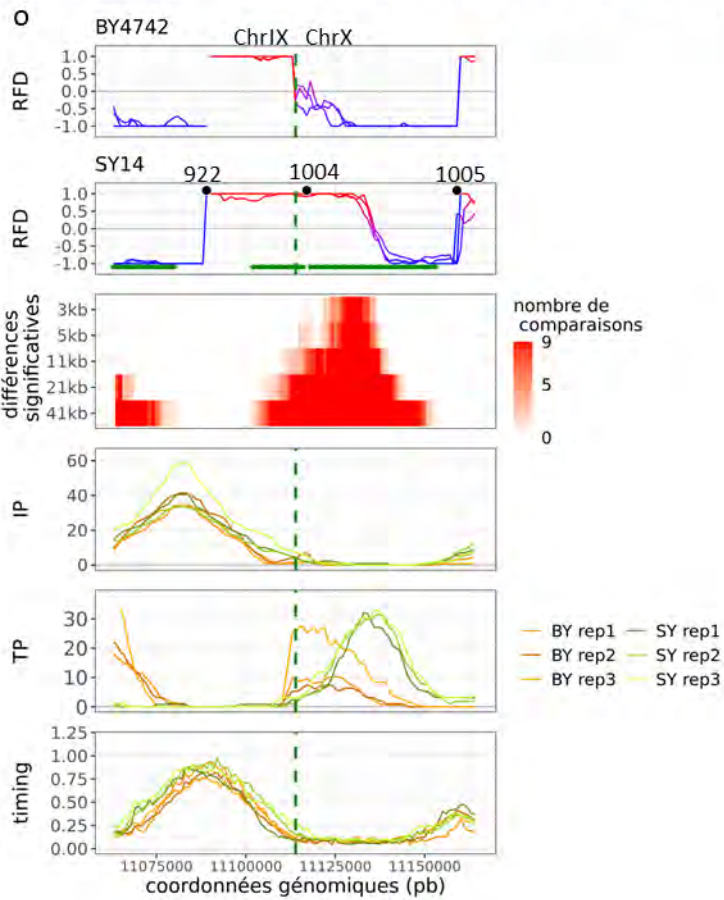 o
BY4742
ChrIX ChrX
RFD
1.0
0.5
0.0
-0.5
-1.0
SY14
922 1004 1005
RFD
1.0
0.5
0.0
-0.5
-1.0
différences
significatives
3kb
5kb
11kb
21kb
41kb
nombre de
comparaisons
9
5
0
IP
60
40
20
0
TP
30
20
10
0
BY rep1 SY rep1
BY rep2 SY rep2
BY rep3 SY rep3
timing
1.25
1.00
0.75
0.50
0.25
0.00
11075000 11100000 11125000 11150000
coordonnées génomiques (pb)